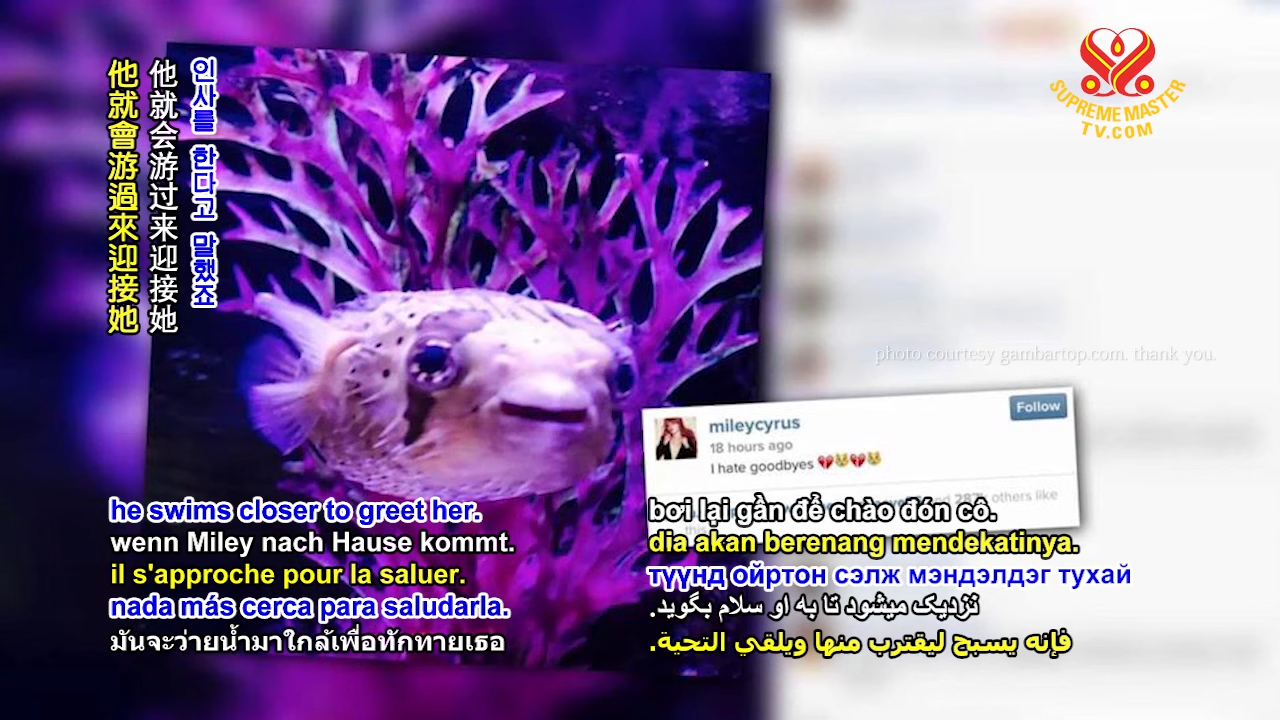 他就會游過來迎接她
他就会游过来迎接她
인사를 한다고 말했죠
SUPREME MASTER
TV.COM
photo courtesy gambartop.com. thank you.
mileycyrus
Follow
18 hours ago
I hate goodbyes 💔😿💔😿
and 287k others like
this
he swims closer to greet her.
wenn Miley nach Hause kommt.
il s'approche pour la saluer.
nada más cerca para saludarla.
มันจะว่ายน้ำมาใกล้เพื่อทักทายเธอ
bơi lại gần để chào đón cô.
dia akan berenang mendekatinya.
түүнд ойртон сэлж мэндэлдэг тухай
نزدیک میشود تا به او سلام بگوید.
فإنه يسبح ليقترب منها ويلقي التحية.